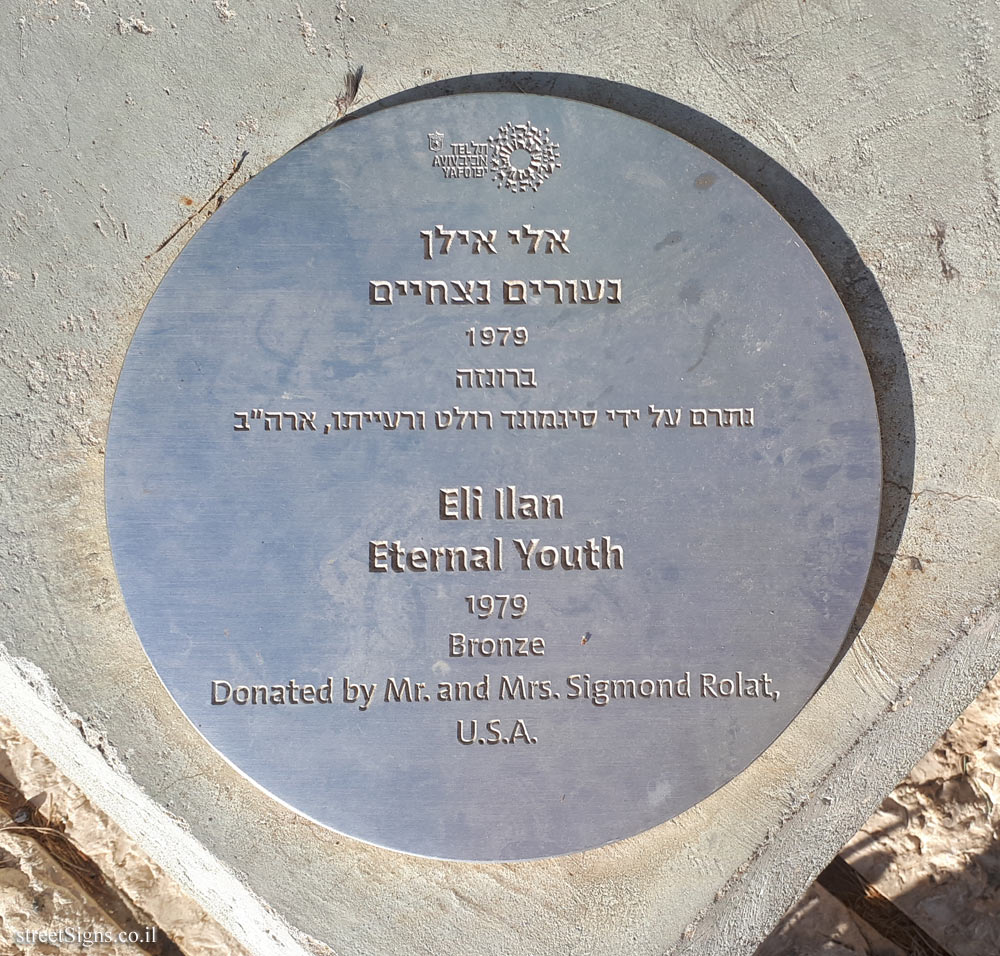 תל TEL
אביב AVIV
יפו YAFO
אלי אילן
נעורים נצחיים
1979
ברונזה
נתרם על ידי סיגמונד רולט ורעייתו, ארה"ב
Eli Ilan
Eternal Youth
1979
Bronze
Donated by Mr. and Mrs. Sigmond Rolat,
U.S.A.
streetSigns.co.il